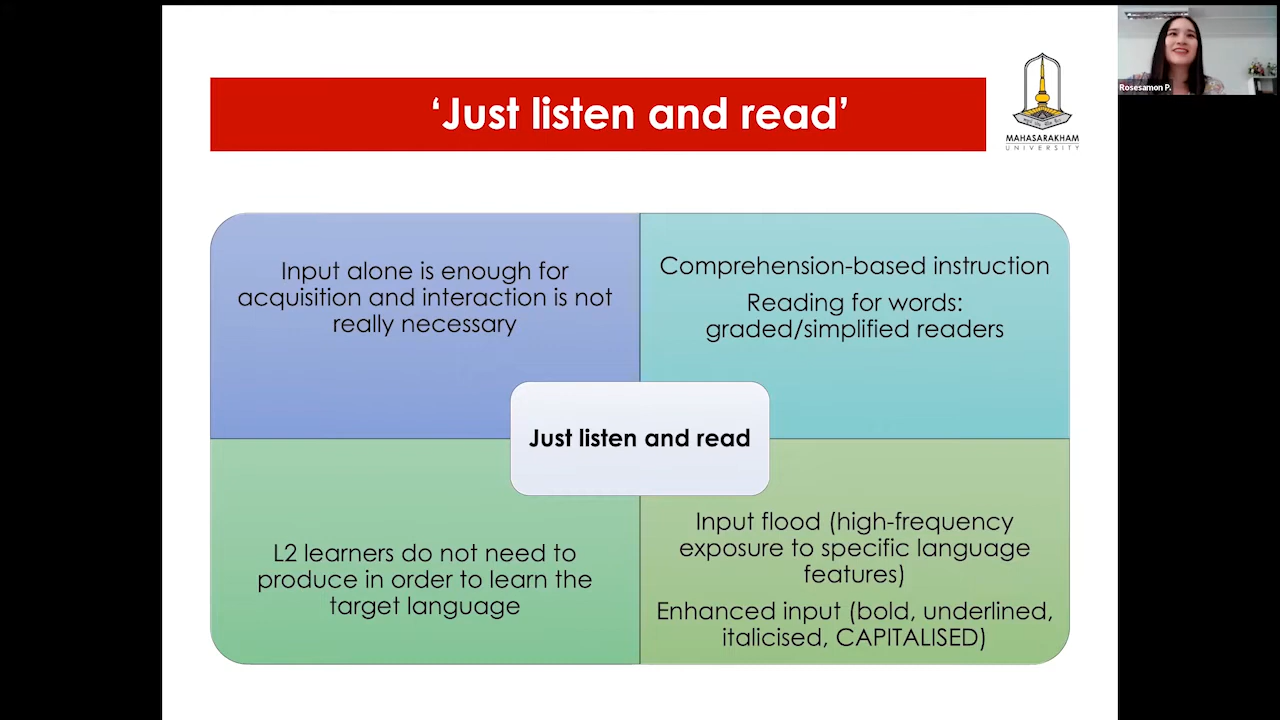 ‘Just listen and read’
MAHASARAKHAM
UNIVERSITY
Rosesamon P.
Input alone is enough for
acquisition and interaction is not
really necessary
Comprehension-based instruction
Reading for words:
graded/simplified readers
Just listen and read
L2 learners do not need to
produce in order to learn the
target language
Input flood (high-frequency
exposure to specific language
features)
Enhanced input (bold, underlined,
italicised, CAPITALISED)